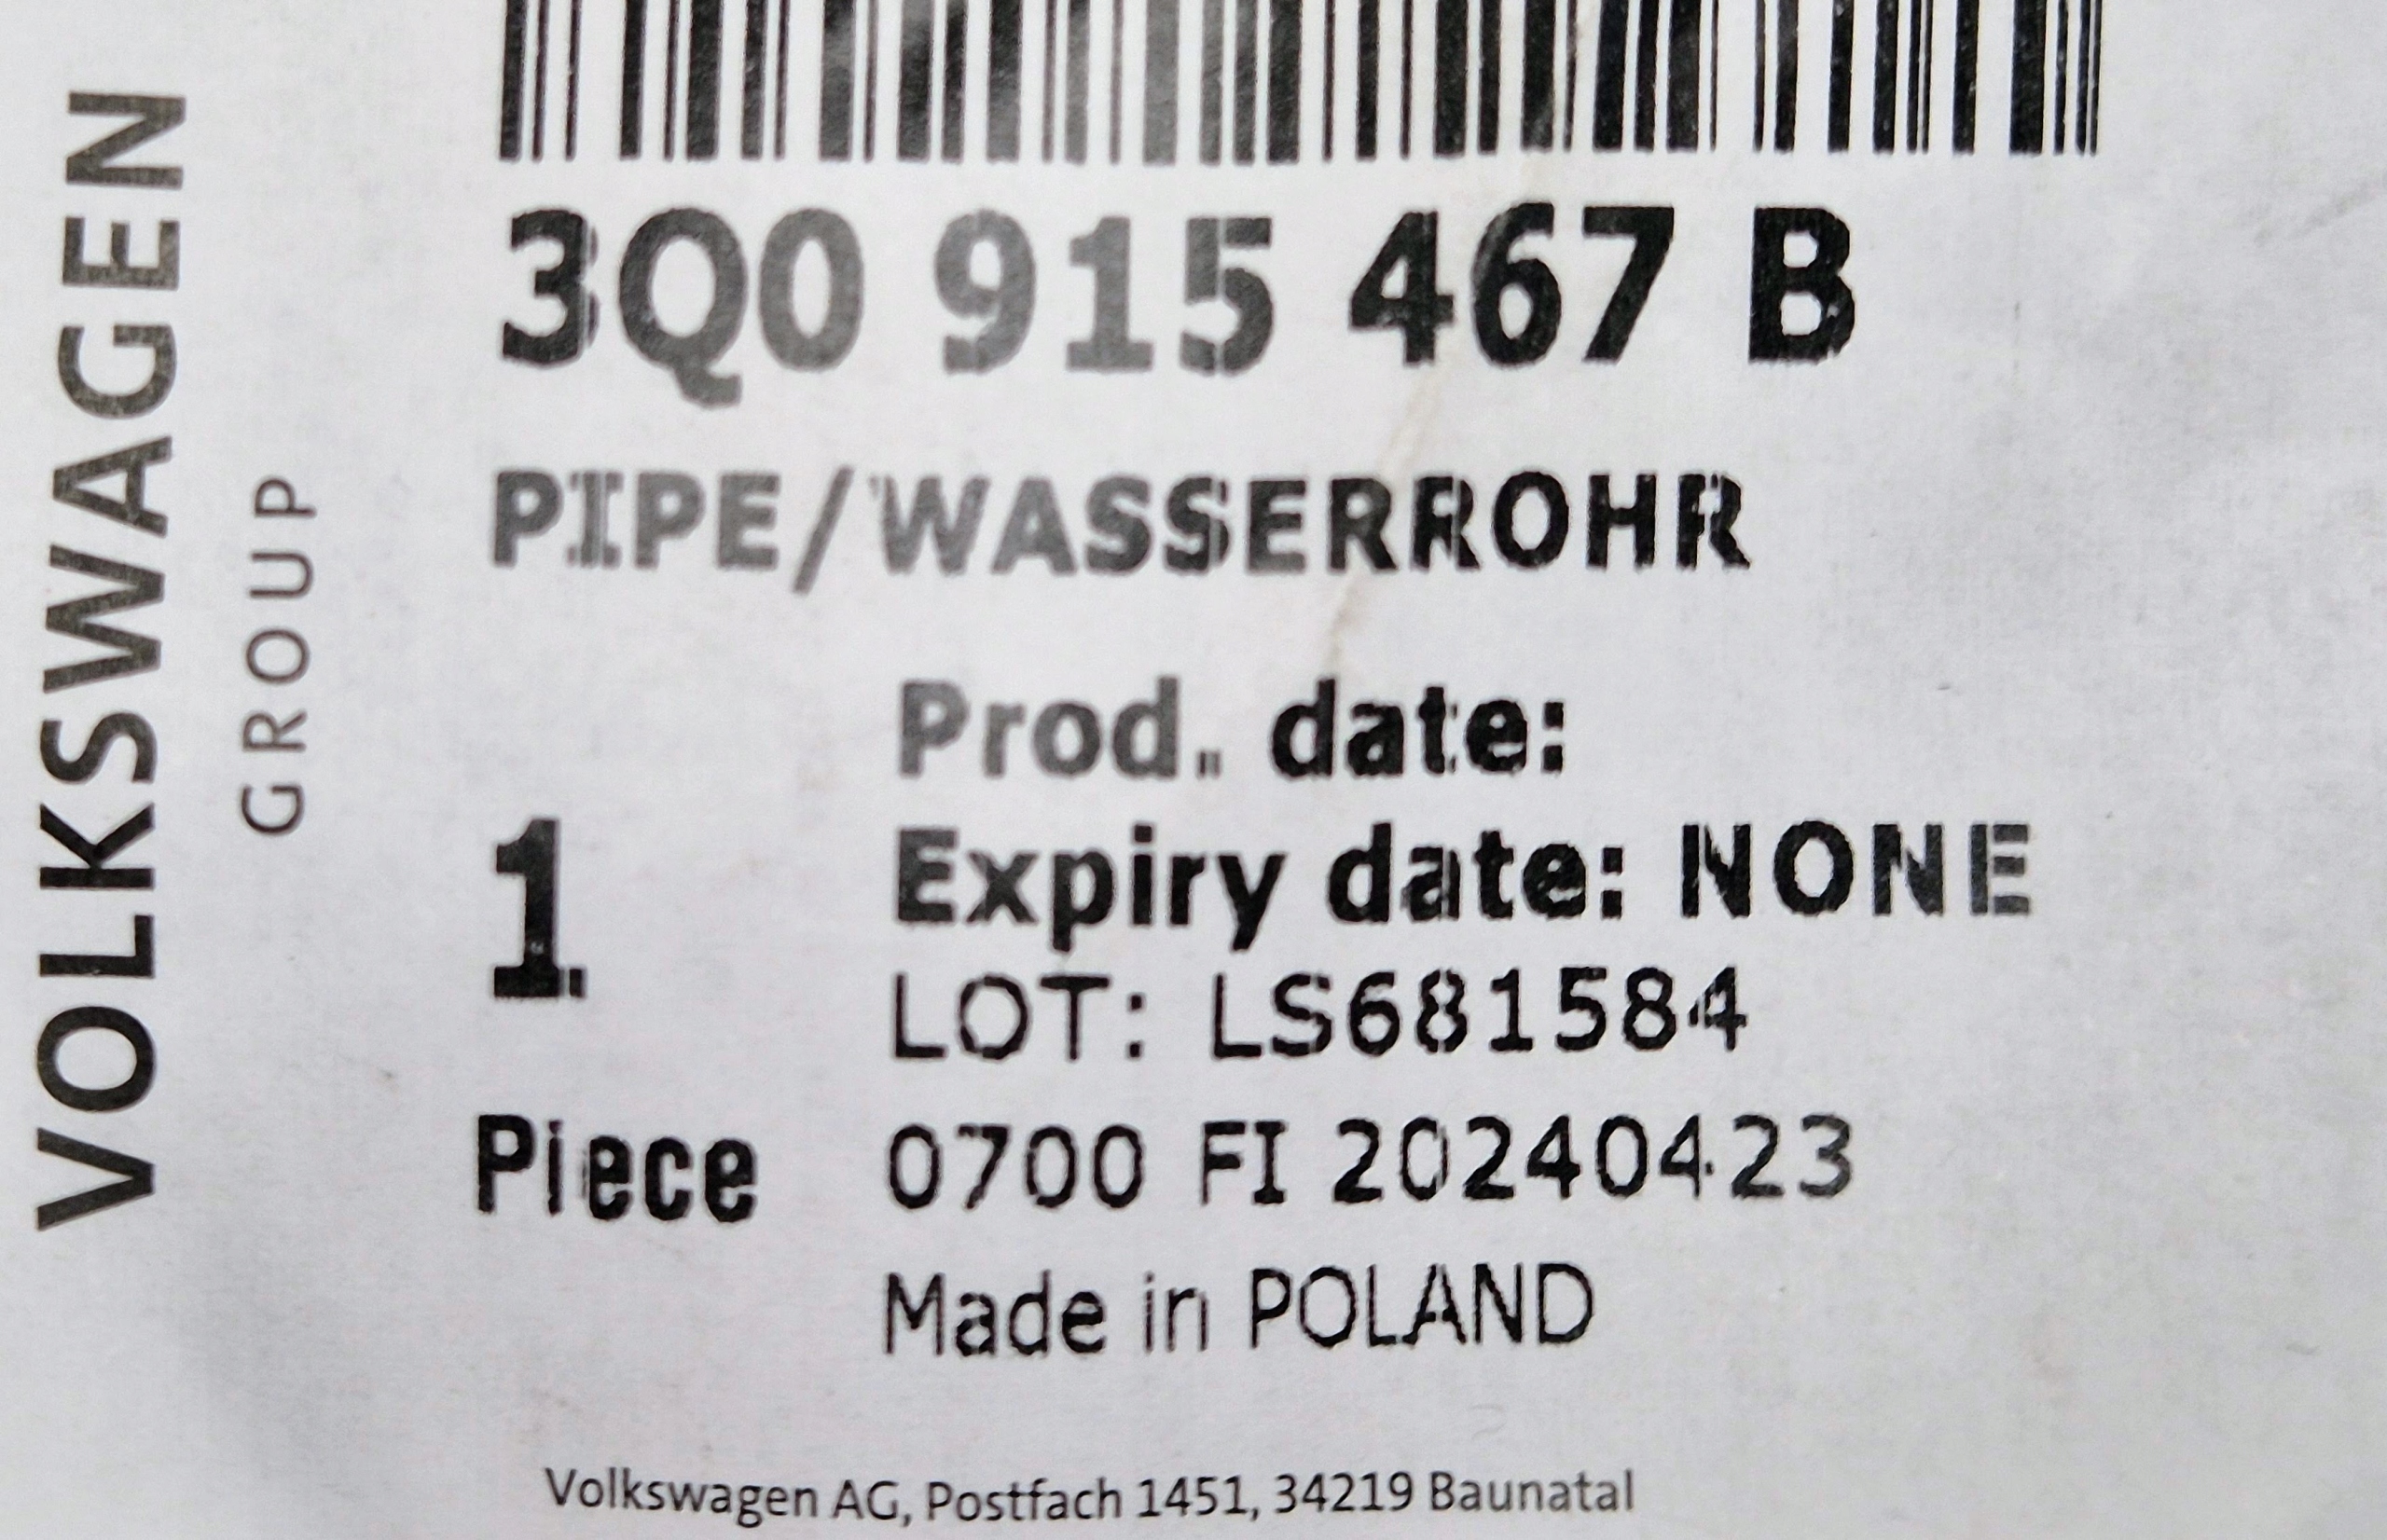 VOLKSWAGEN
GROUP
3Q0 915 467 B
PIPE/WASSERROHR
Prod. date:
Expiry date: NONE
1
LOT: LS681584
Piece
0700 FI 20240423
Made in POLAND
Volkswagen AG, Postfach 1451, 34219 Baunatal